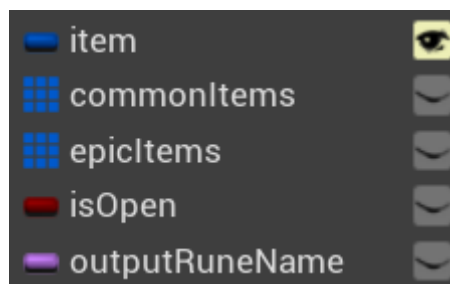 item
commonItems
epicItems
isOpen
outputRuneName